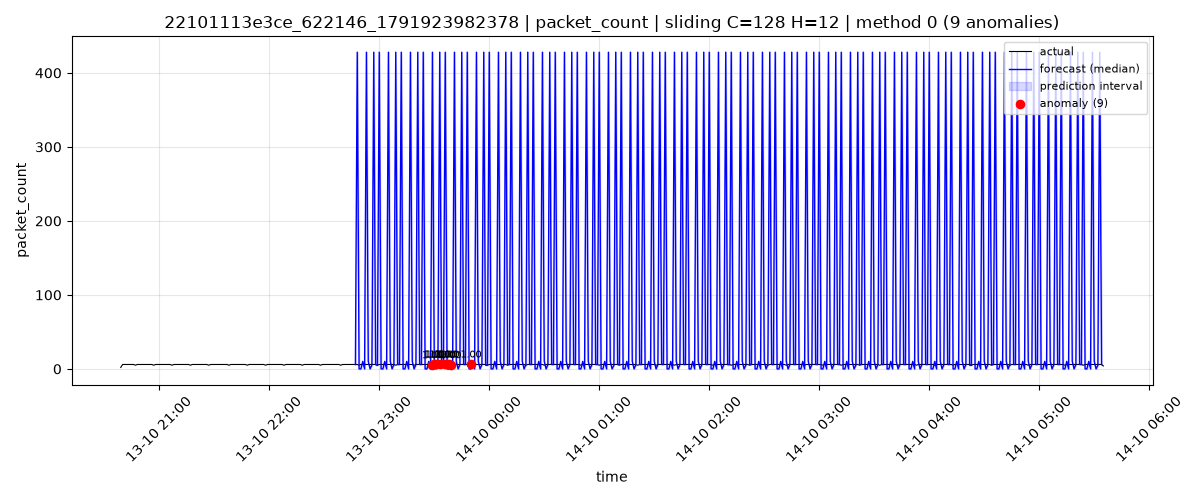 22101113e3ce_622146_1791923982378 | packet_count | sliding C=128 H=12 | method 0 (9 anomalies)
actual
forecast (median)
prediction interval
anomaly (9)
packet_count
400
300
200
100
0
13-10 21:00
13-10 22:00
13-10 23:00
14-10 00:00
14-10 01:00
14-10 02:00
14-10 03:00
14-10 04:00
14-10 05:00
14-10 06:00
time